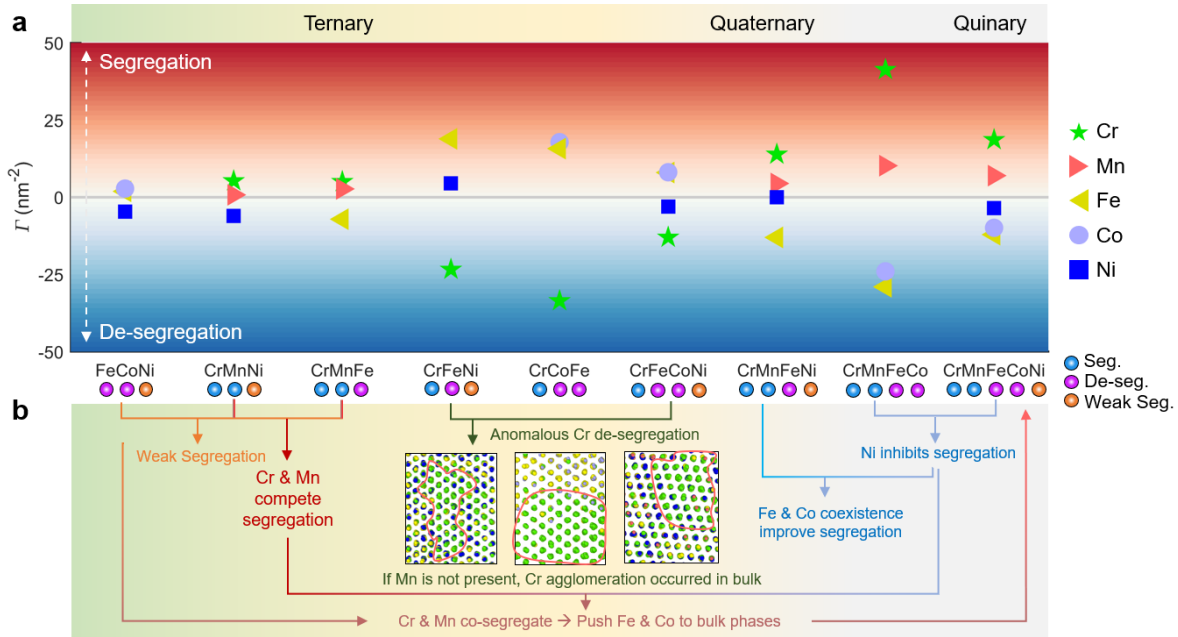 a
Ternary
Quaternary
Quinary
50
25
0
-25
-50
Γ (nm⁻²)
Segregation
De-segregation
Cr
Mn
Fe
Co
Ni
FeCoNi
CrMnNi
CrMnFe
CrFeNi
CrCoFe
CrFeCoNi
CrMnFeNi
CrMnFeCo
CrMnFeCoNi
Seg.
De-seg.
Weak Seg.
b
Weak Segregation
Cr & Mn
compete
segregation
Anomalous Cr de-segregation
If Mn is not present, Cr agglomeration occurred in bulk
Ni inhibits segregation
Fe & Co coexistence
improve segregation
Cr & Mn co-segregate → Push Fe & Co to bulk phases